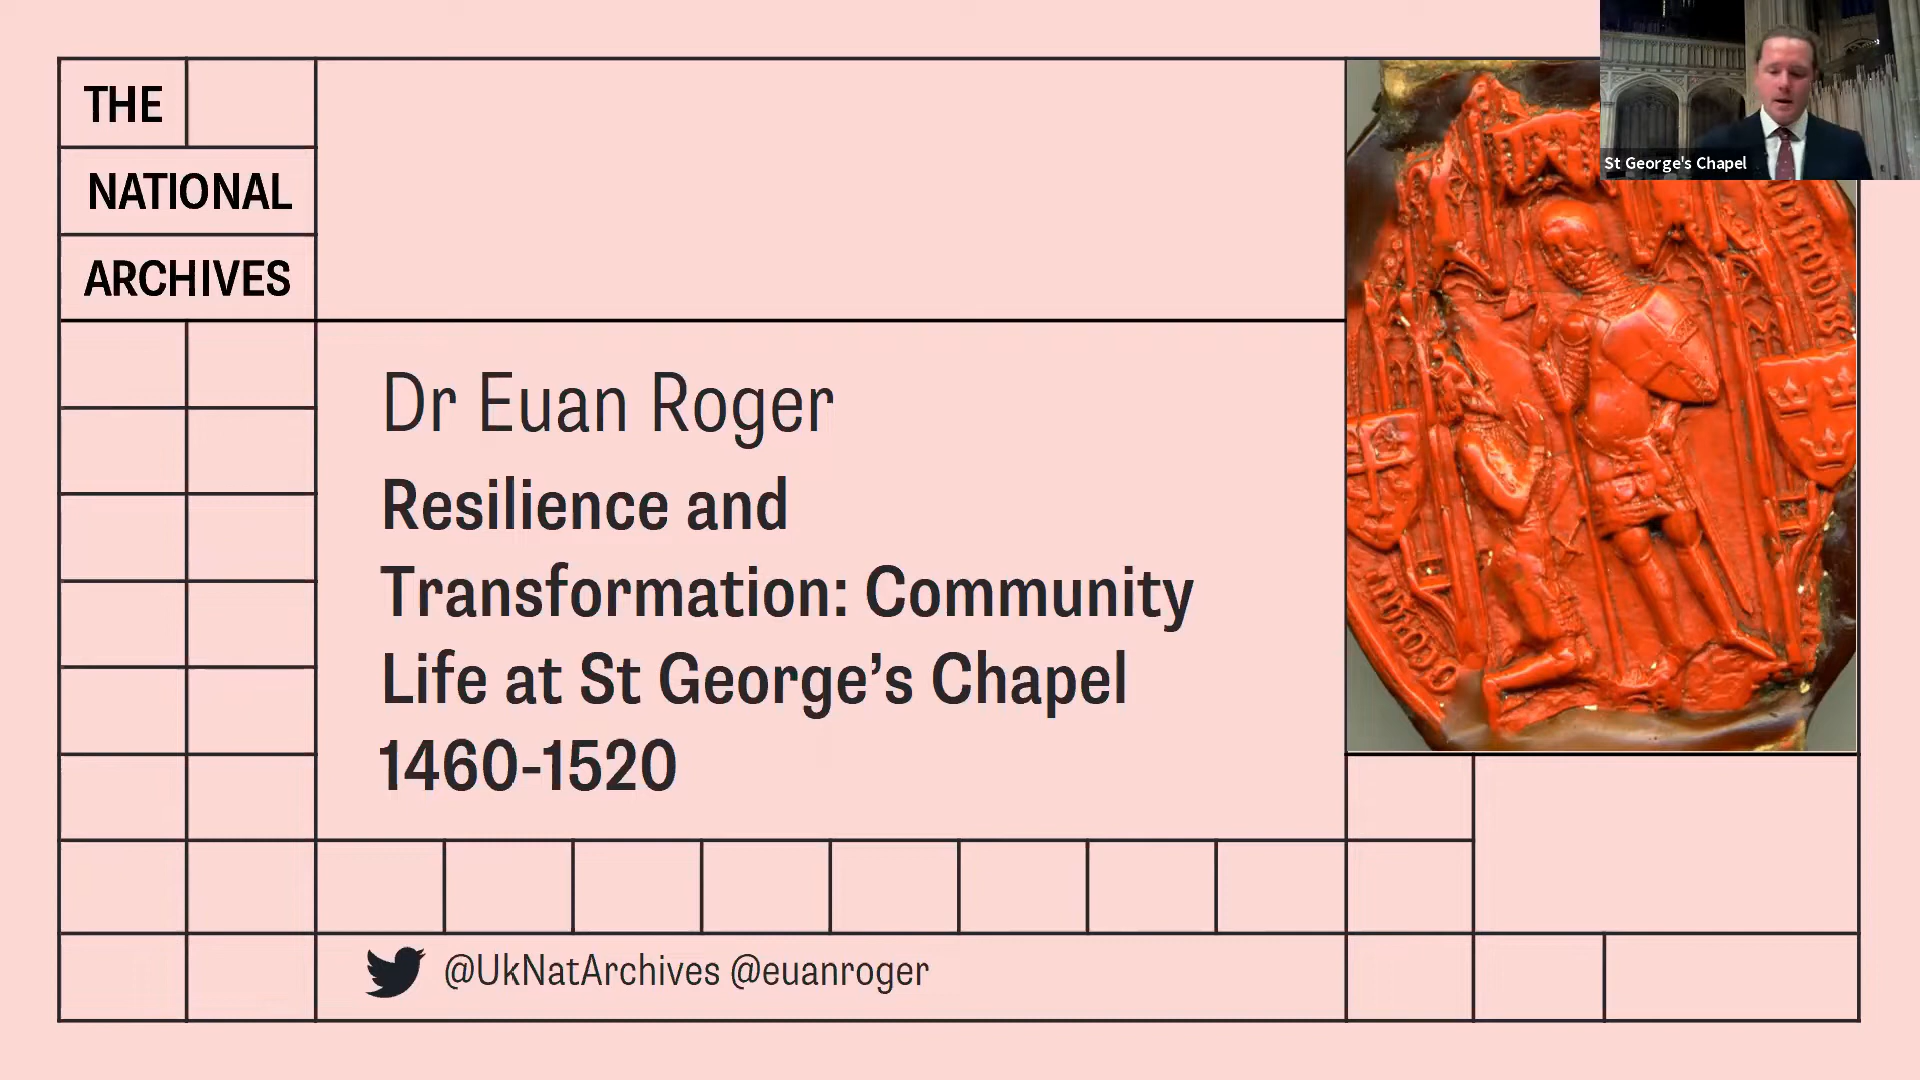 THE
NATIONAL
ARCHIVES
St George's Chapel
Dr Euan Roger
Resilience and
Transformation: Community
Life at St George’s Chapel
1460-1520
@UkNatArchives @euanroger